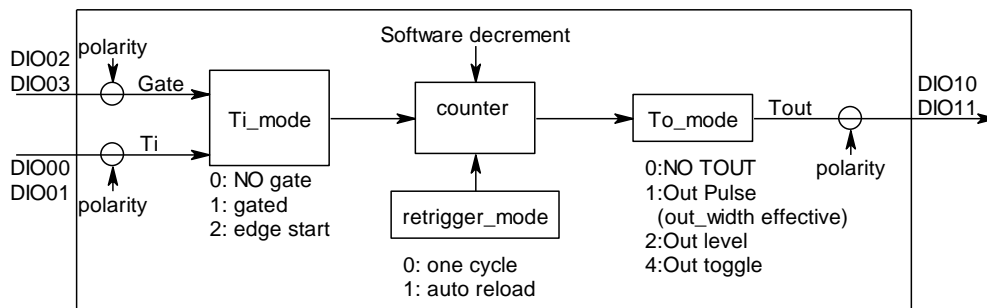 Software decrement
DIO02
DIO03
polarity
Gate
Ti_mode
counter
To_mode
Tout
DIO10
DIO11
Ti
DIO00
DIO01
polarity
0: NO gate
1: gated
2: edge start
retrigger_mode
0: one cycle
1: auto reload
0:NO TOUT
1:Out Pulse
(out_width effective)
2:Out level
4:Out toggle
polarity